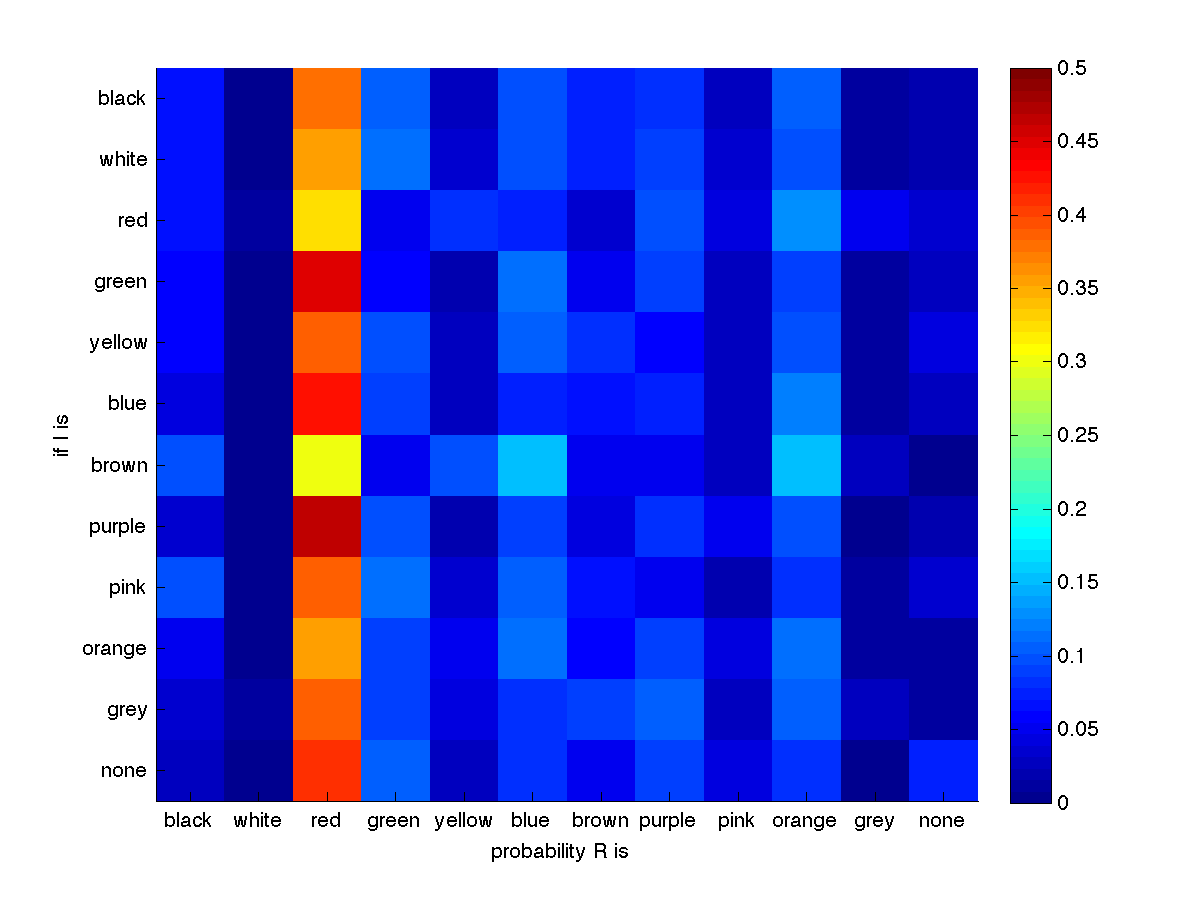 black
white
red
green
yellow
blue
brown
purple
pink
orange
grey
none
if I is
black white red green yellow blue brown purple pink orange grey none
probability R is
0.5
0.45
0.4
0.35
0.3
0.25
0.2
0.15
0.1
0.05
0